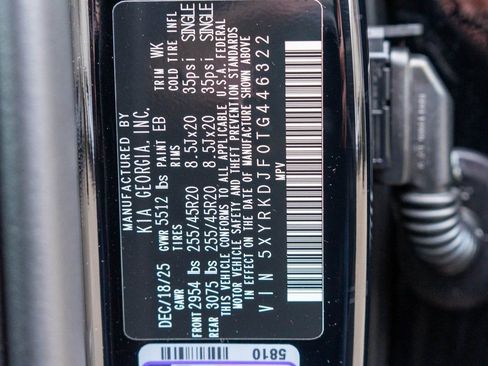 MANUFACTURED BY
KIA GEORGIA, INC.
DEC/18/25 GVWR 5512 lbs PAINT EB TRIM WK
GAWR TIRES RIMS COLD TIRE INFL
FRONT 2954 lbs 255/45R20 8.5Jx20 35psi SINGLE
REAR 3075 lbs 255/45R20 8.5Jx20 35psi SINGLE
THIS VEHICLE CONFORMS TO ALL APPLICABLE U.S.A. FEDERAL
MOTOR VEHICLE SAFETY AND THEFT PREVENTION STANDARDS
IN EFFECT ON THE DATE OF MANUFACTURE SHOWN ABOVE
VIN 5XYRKDJF0TG446322
MPV
5810